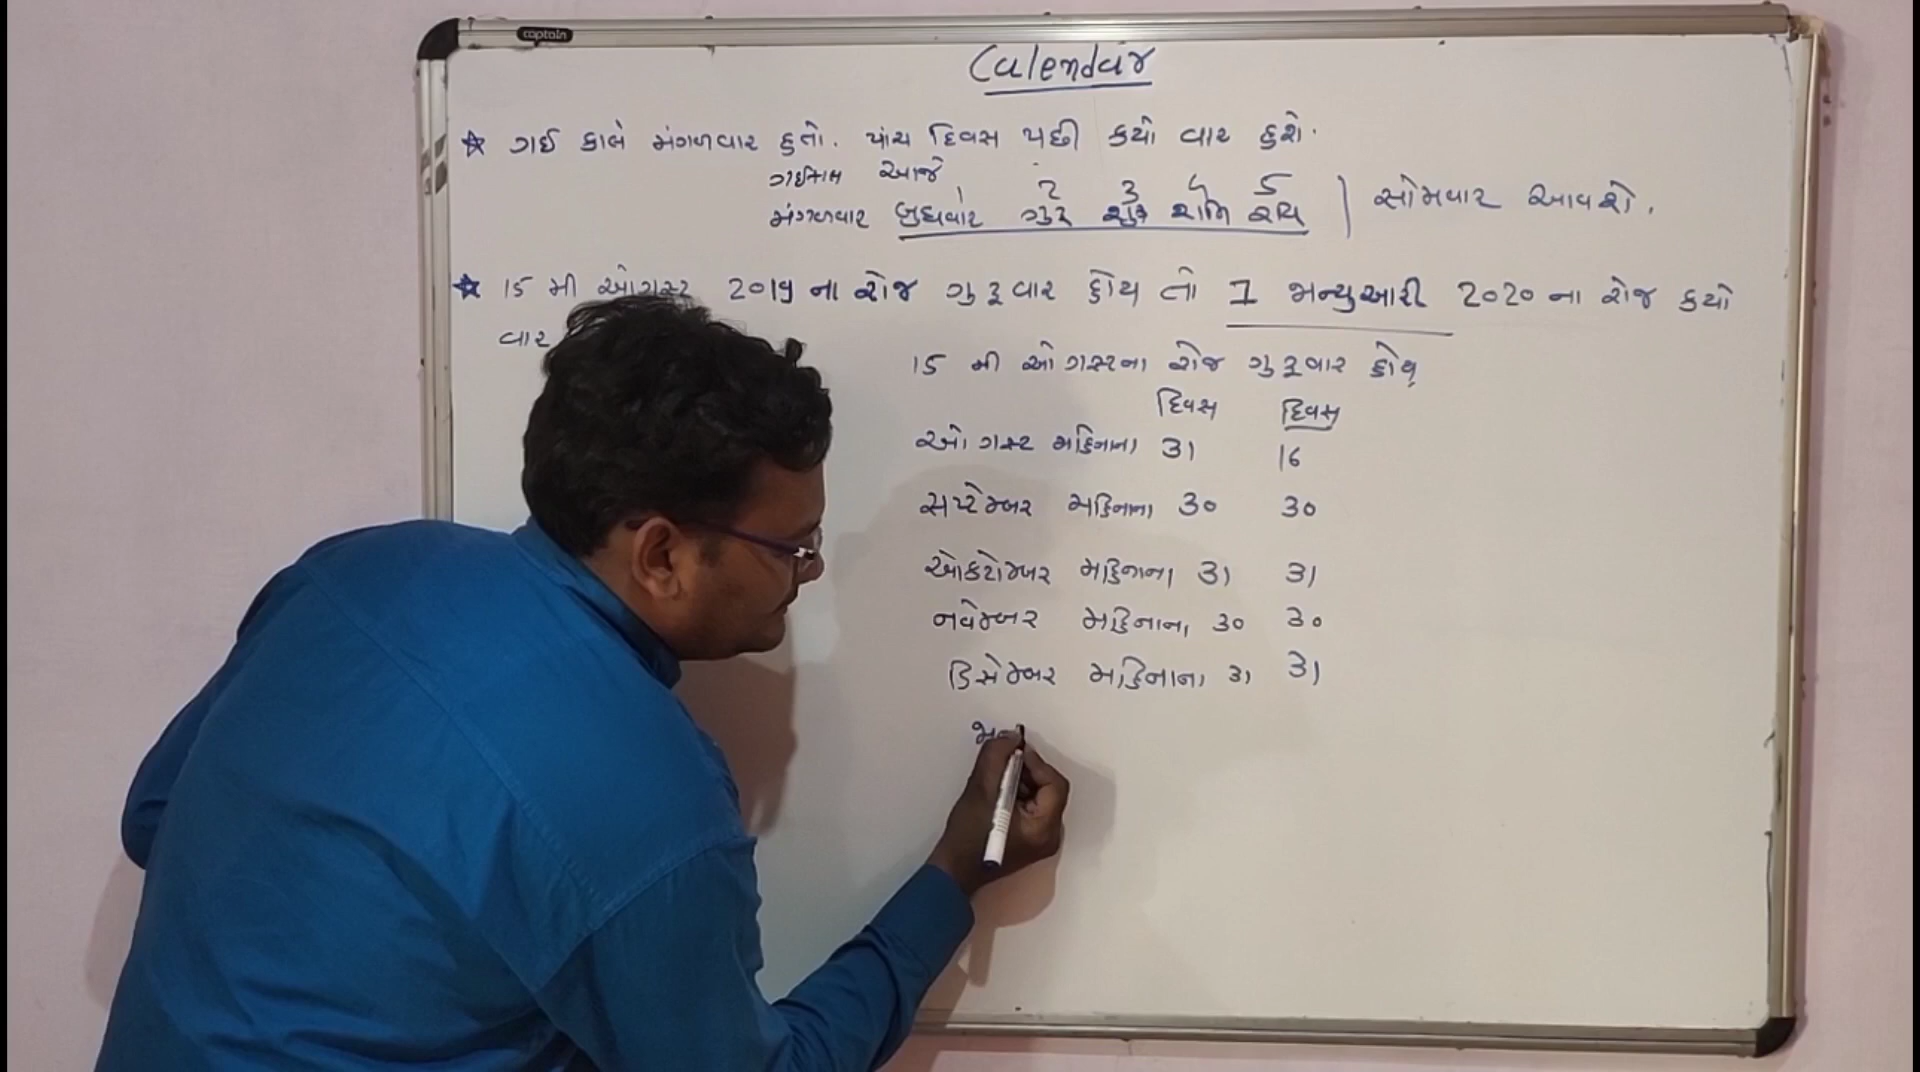 captain
Calendar
☆ ગઈ કાલે મંગળવાર હતો. પાંચ દિવસ પછી કયો વાર હશે.
ગઈકાલ આજે
1 2 3 4 5
મંગળવાર બુધવાર ગુરૂ શુક્ર શનિ રવિ | સોમવાર આવશે.
☆ 15 મી ઓગસ્ટ 2019 ના રોજ ગુરૂવાર હોય તો 1 જાન્યુઆરી 2020 ના રોજ કયો
વાર
15 મી ઓગસ્ટના રોજ ગુરૂવાર હોય,
દિવસ દિવસ
ઓગસ્ટ મહિનાના 31 16
સપ્ટેમ્બર મહિનાના 30 30
ઓકટોમ્બર મહિનાના 31 31
નવેમ્બર મહિનાના 30 30
ડિસેમ્બર મહિનાના 31 31